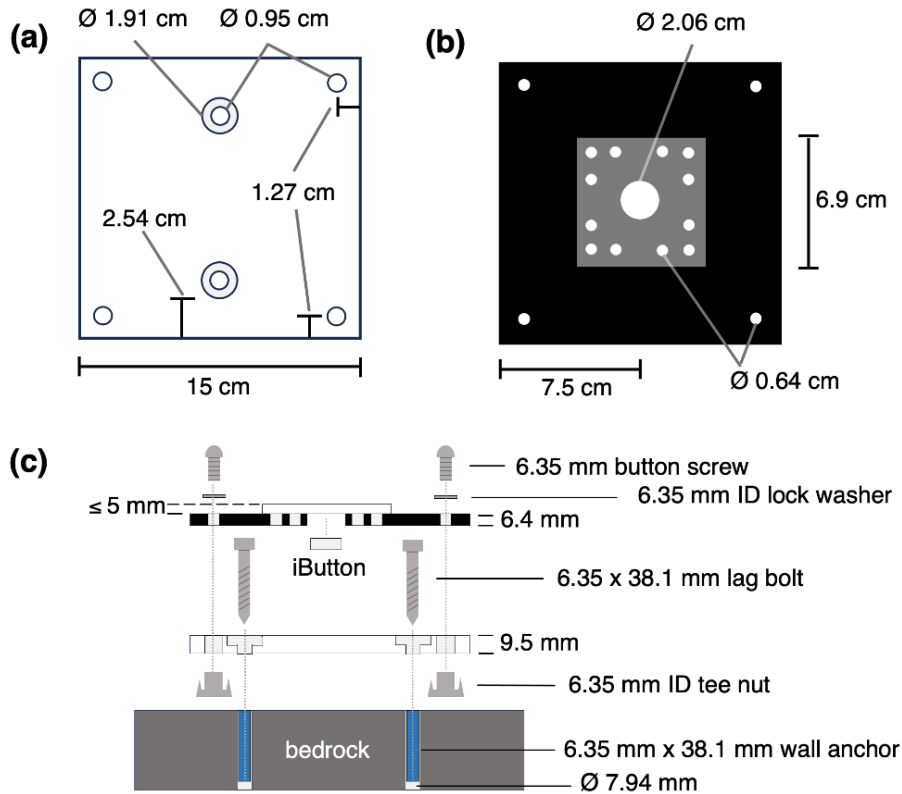 (a)
Ø 1.91 cm
Ø 0.95 cm
1.27 cm
2.54 cm
15 cm
(b)
Ø 2.06 cm
6.9 cm
7.5 cm
Ø 0.64 cm
(c)
6.35 mm button screw
6.35 mm ID lock washer
≤ 5 mm
6.4 mm
iButton
6.35 x 38.1 mm lag bolt
9.5 mm
6.35 mm ID tee nut
bedrock
6.35 mm x 38.1 mm wall anchor
Ø 7.94 mm